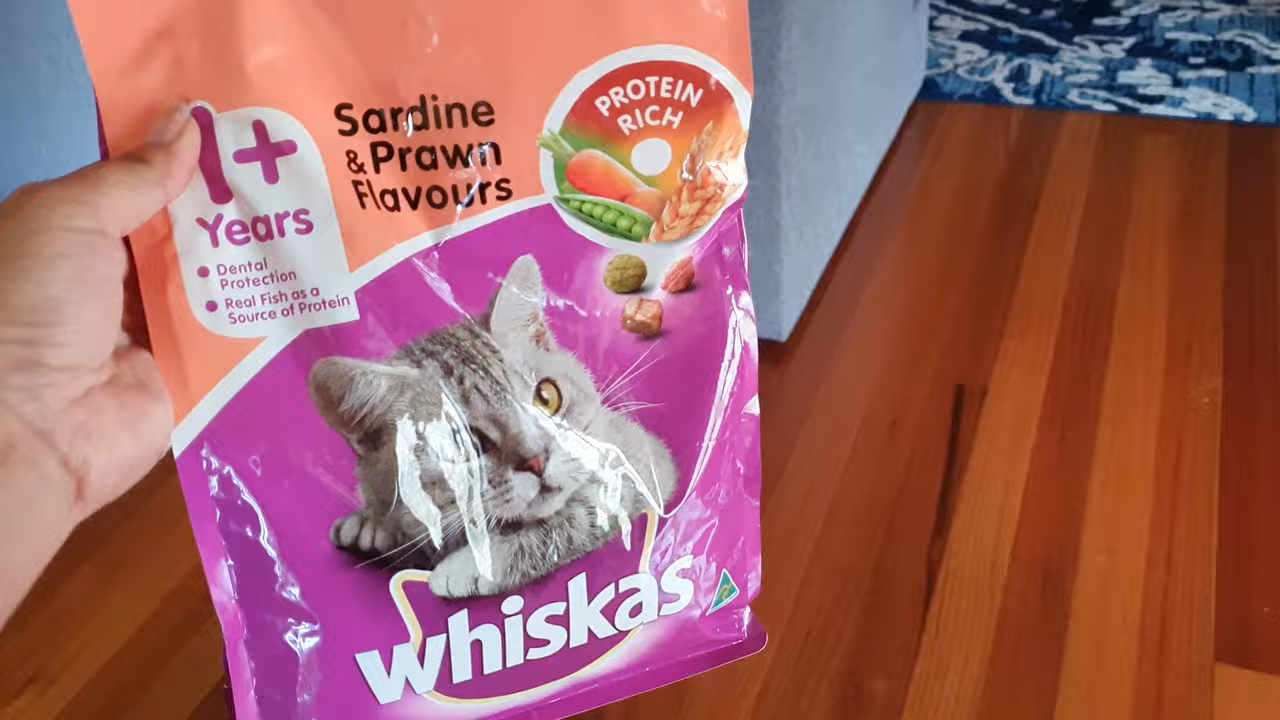 1+
Years
• Dental
Protection
• Real Fish as a
Source of Protein
Sardine
& Prawn
Flavours
PROTEIN
RICH
whiskas